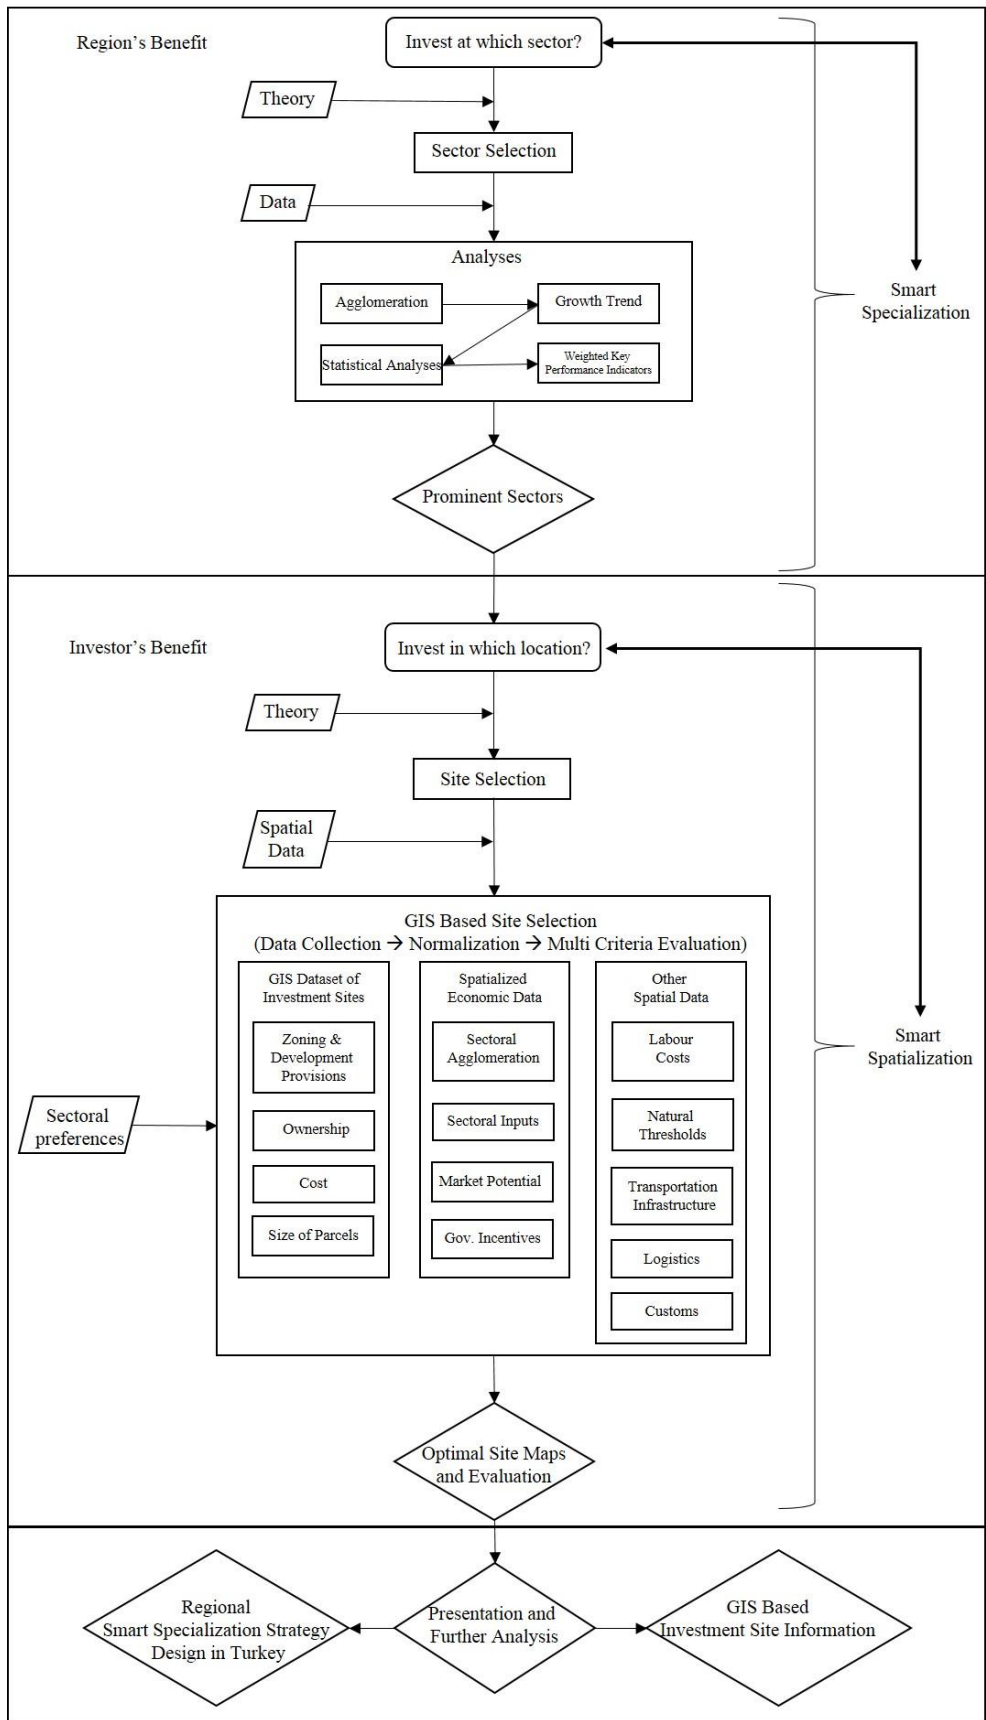 Region’s Benefit
Invest at which sector?
Theory
Sector Selection
Data
Analyses
Agglomeration
Growth Trend
Statistical Analyses
Weighted Key
Performance Indicators
Smart
Specialization
Prominent Sectors
Investor’s Benefit
Invest in which location?
Theory
Site Selection
Spatial
Data
GIS Based Site Selection
(Data Collection → Normalization → Multi Criteria Evaluation)
GIS Dataset of
Investment Sites
Zoning &
Development
Provisions
Ownership
Cost
Size of Parcels
Spatialized
Economic Data
Sectoral
Agglomeration
Sectoral Inputs
Market Potential
Gov. Incentives
Other
Spatial Data
Labour
Costs
Natural
Thresholds
Transportation
Infrastructure
Logistics
Customs
Sectoral
preferences
Smart
Spatialization
Optimal Site Maps
and Evaluation
Regional
Smart Specialization Strategy
Design in Turkey
Presentation and
Further Analysis
GIS Based
Investment Site Information